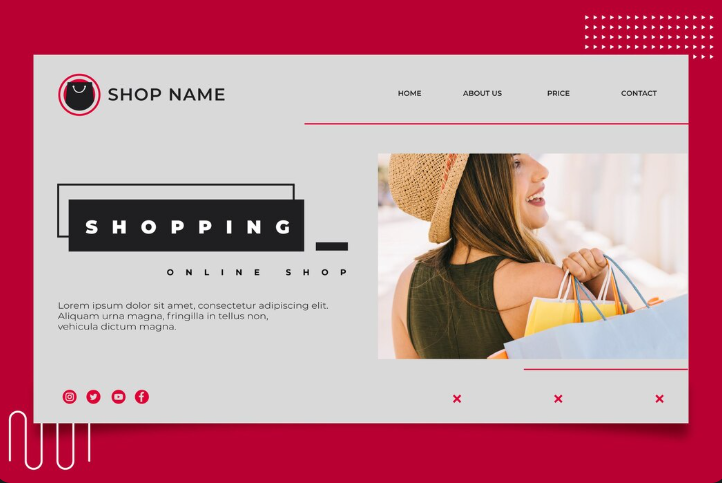 SHOP NAME
HOME
ABOUT US
PRICE
CONTACT
SHOPPING
ONLINE SHOP
Lorem ipsum dolor sit amet, consectetur adipiscing elit.
Aliquam urna magna, fringilla in tellus non,
vehicula dictum magna.